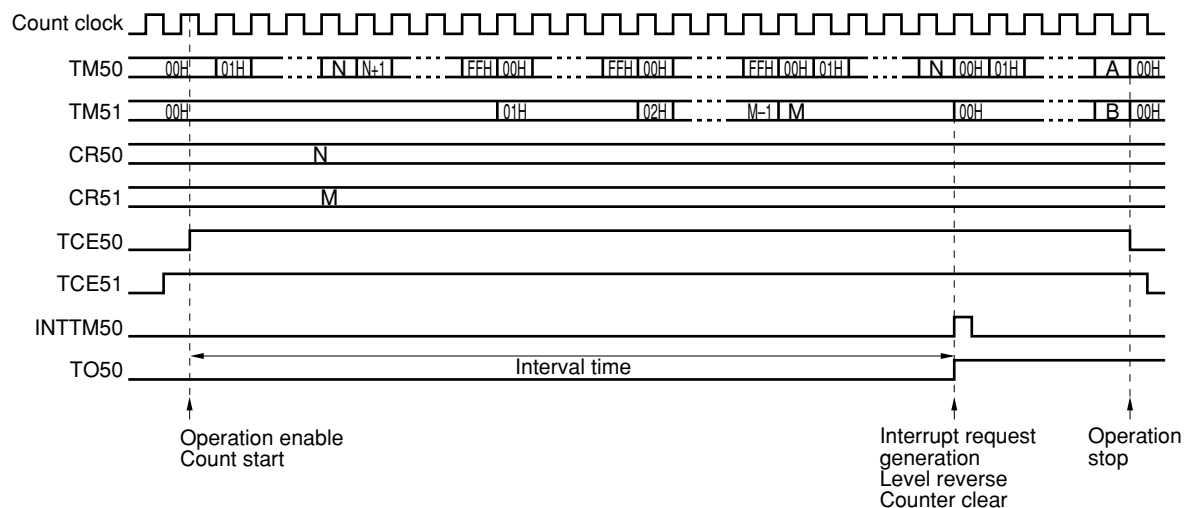 Count clock
TM50 00H 01H N N+1 FFH 00H FFH 00H FFH 00H 01H N 00H 01H A 00H
TM51 00H 01H 02H M–1 M 00H B 00H
CR50 N
CR51 M
TCE50
TCE51
INTTM50
TO50 Interval time
Operation enable
Count start
Interrupt request
generation
Level reverse
Counter clear
Operation
stop